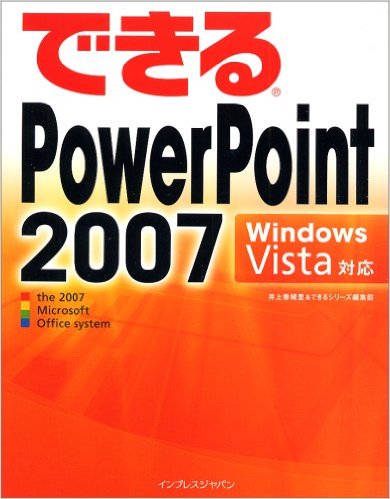 できる®
PowerPoint
2007
Windows
Vista 対応
the 2007
Microsoft
Office system
井上香緒里&できるシリーズ編集部
インプレスジャパン